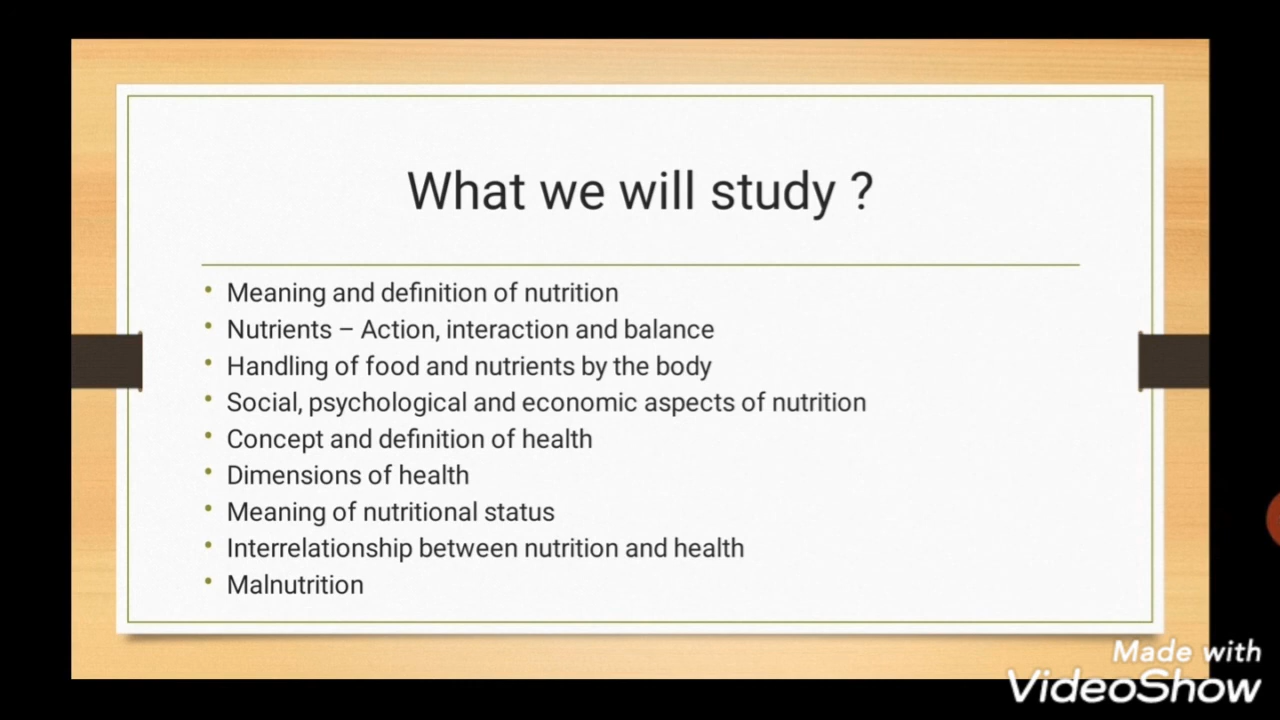 What we will study ?
• Meaning and definition of nutrition
• Nutrients – Action, interaction and balance
• Handling of food and nutrients by the body
• Social, psychological and economic aspects of nutrition
• Concept and definition of health
• Dimensions of health
• Meaning of nutritional status
• Interrelationship between nutrition and health
• Malnutrition
Made with
VideoShow